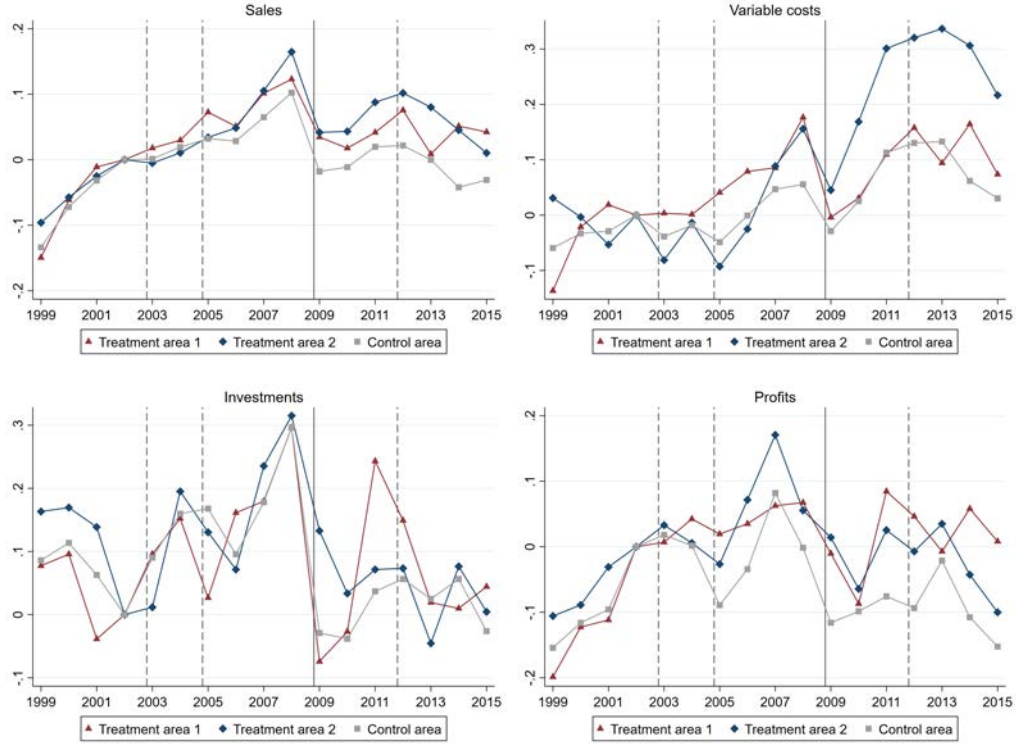 Sales
.2
.1
0
-.1
-.2
1999 2001 2003 2005 2007 2009 2011 2013 2015
Treatment area 1 Treatment area 2 Control area
Variable costs
.3
.2
.1
0
-.1
1999 2001 2003 2005 2007 2009 2011 2013 2015
Treatment area 1 Treatment area 2 Control area
Investments
.3
.2
.1
0
-.1
1999 2001 2003 2005 2007 2009 2011 2013 2015
Treatment area 1 Treatment area 2 Control area
Profits
.2
.1
0
-.1
-.2
1999 2001 2003 2005 2007 2009 2011 2013 2015
Treatment area 1 Treatment area 2 Control area